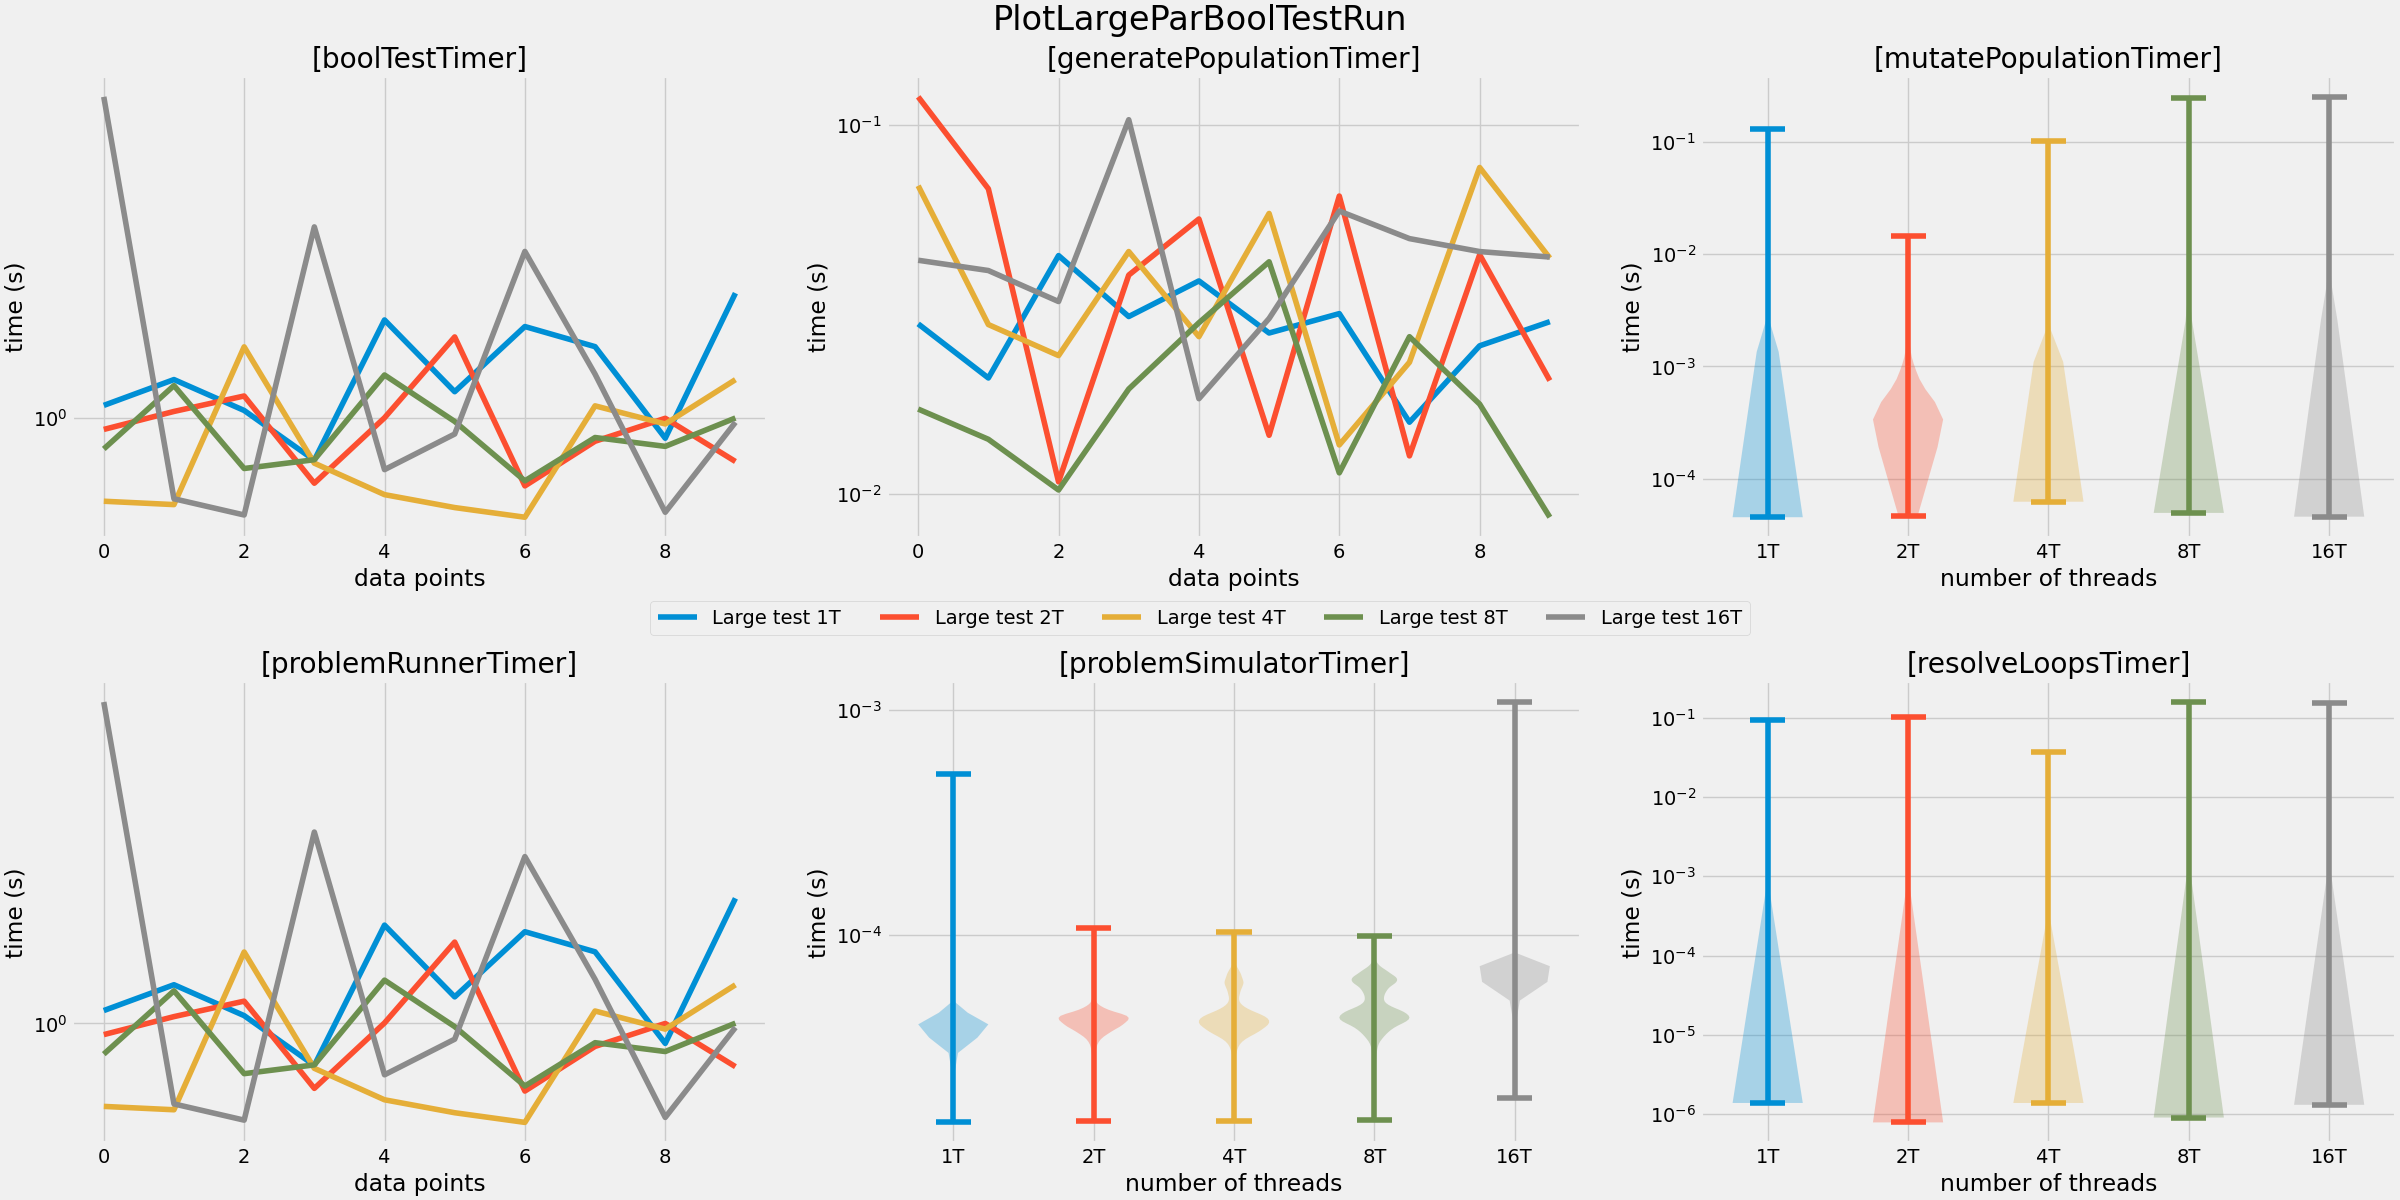 PlotLargeParBoolTestRun
[boolTestTimer]
time (s)
10⁰
0 2 4 6 8
data points
[generatePopulationTimer]
time (s)
10⁻¹
10⁻²
0 2 4 6 8
data points
[mutatePopulationTimer]
time (s)
10⁻¹
10⁻²
10⁻³
10⁻⁴
1T 2T 4T 8T 16T
number of threads
Large test 1T Large test 2T Large test 4T Large test 8T Large test 16T
[problemRunnerTimer]
time (s)
10⁰
0 2 4 6 8
data points
[problemSimulatorTimer]
time (s)
10⁻³
10⁻⁴
1T 2T 4T 8T 16T
number of threads
[resolveLoopsTimer]
time (s)
10⁻¹
10⁻²
10⁻³
10⁻⁴
10⁻⁵
10⁻⁶
1T 2T 4T 8T 16T
number of threads